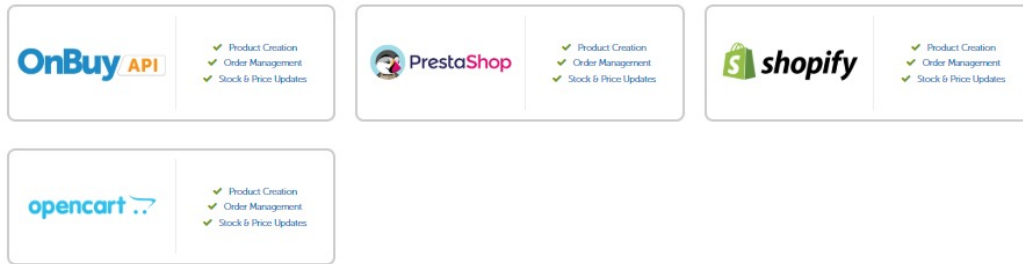 OnBuy API
Product Creation
Order Management
Stock & Price Updates
PrestaShop
Product Creation
Order Management
Stock & Price Updates
shopify
Product Creation
Order Management
Stock & Price Updates
opencart
Product Creation
Order Management
Stock & Price Updates